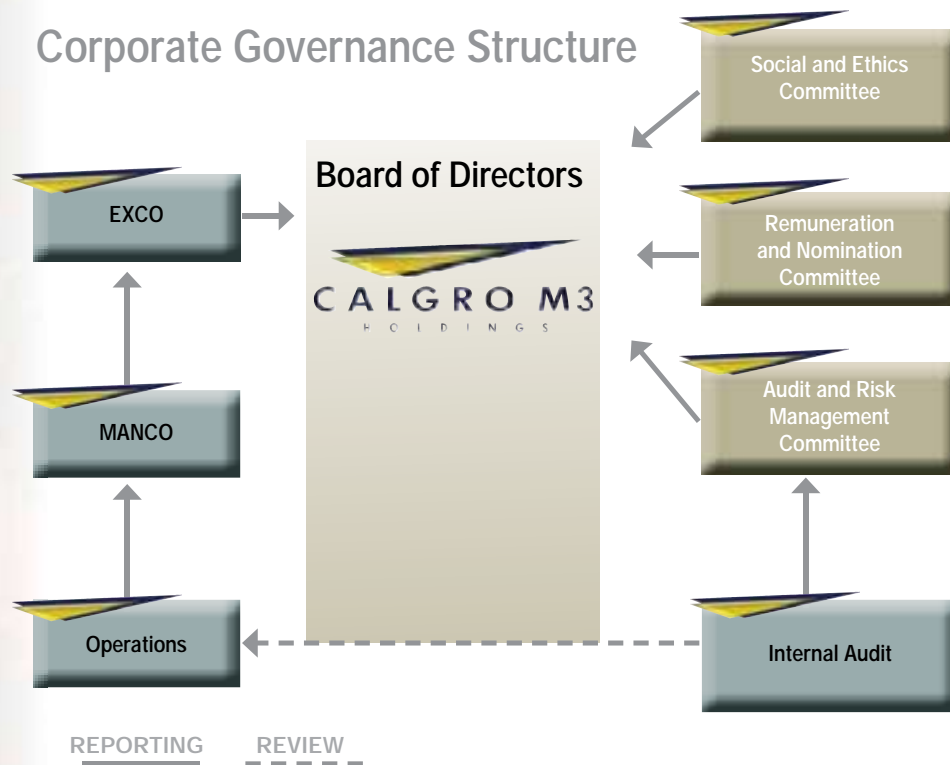 Corporate Governance Structure
Social and Ethics
Committee
Board of Directors
EXCO
CALGRO M3
HOLDINGS
Remuneration
and Nomination
Committee
MANCO
Audit and Risk
Management
Committee
Operations
Internal Audit
REPORTING
REVIEW